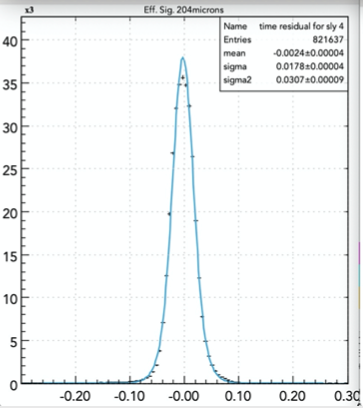 x3
Eff. Sig. 204microns
Name time residual for sly 4
Entries 821637
mean -0.0024±0.00004
sigma 0.0178±0.00004
sigma2 0.0307±0.00009
40
35
30
25
20
15
10
5
0
-0.20 -0.10 -0.00 0.10 0.20 0.30